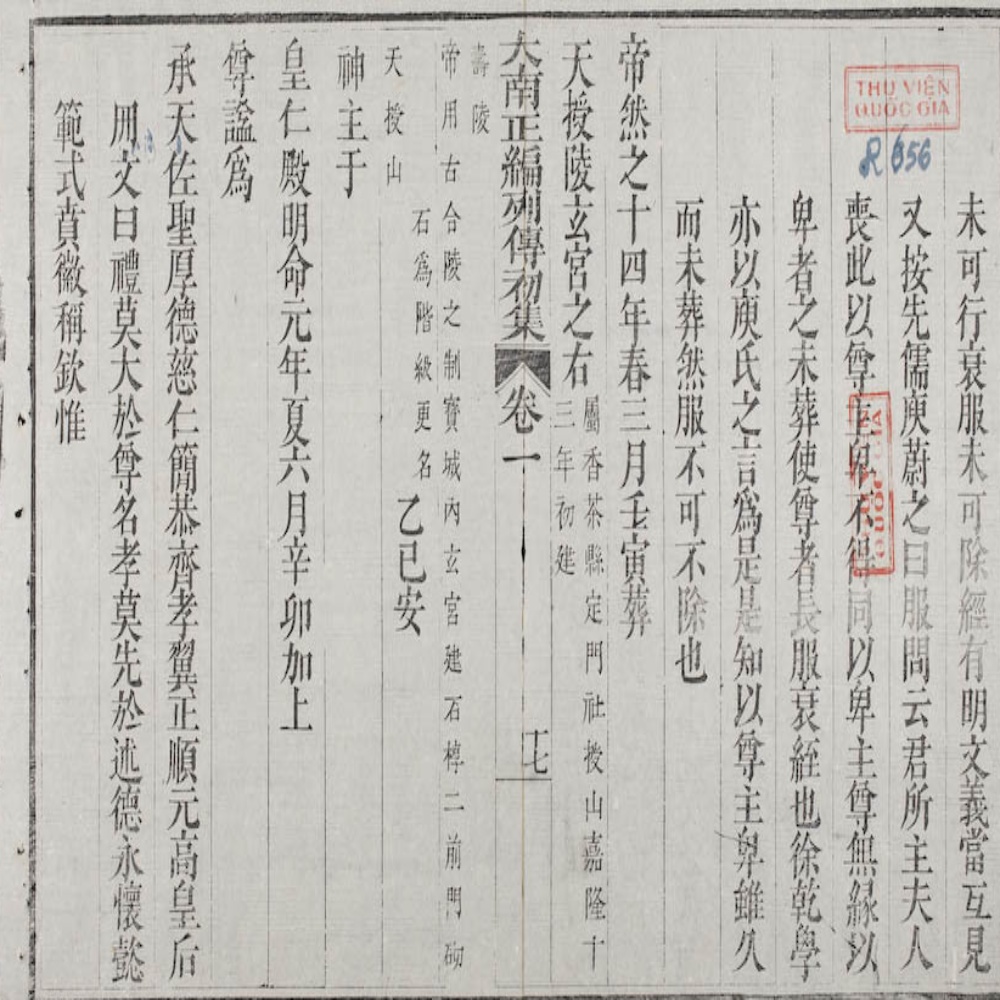 THƯ VIỆN
QUỐC GIA
R 656
未可行衰服未可除經有明文義當互見
又按先儒庾蔚之曰服問云君所主夫人
喪此以尊主卑不得同以卑主尊無緣以
卑者之未葬使尊者長服衰絰也徐乾學
亦以庾氏之言爲是是知以尊主卑雖久
而未葬然服不可不除也
帝然之十四年春三月壬寅葬
天授陵玄宮之右
屬香茶縣定門社授山嘉隆十
三年初建
大南正編列傳初集 卷一 十七
壽陵
帝用古合陵之制寶城內玄宮建石椁二前門砌
石爲階級更名
天授山
乙巳安
神主于
皇仁殿明命元年夏六月辛卯加上
尊諡爲
承天佐聖厚德慈仁簡恭齊孝翼正順元高皇后
冊文曰禮莫大於尊名孝莫先於述德永懷懿
範式賁徽稱欽惟